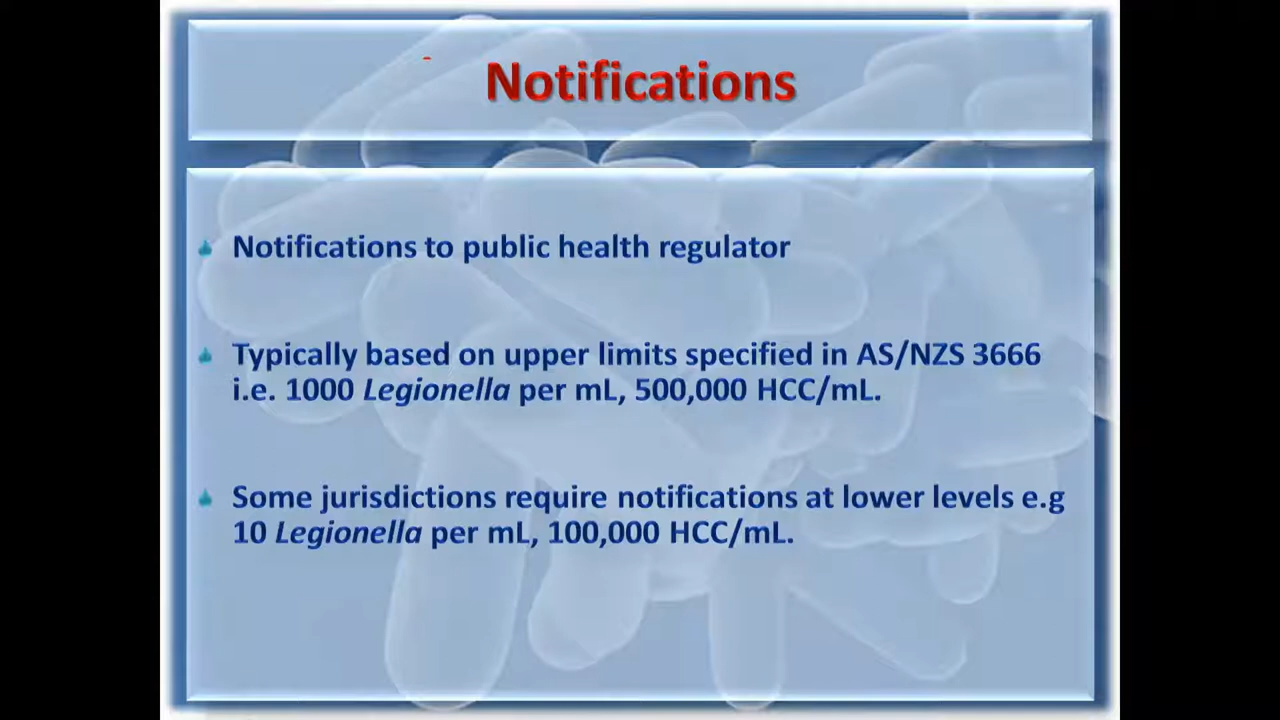 Notifications
Notifications to public health regulator
Typically based on upper limits specified in AS/NZS 3666
i.e. 1000 Legionella per mL, 500,000 HCC/mL.
Some jurisdictions require notifications at lower levels e.g
10 Legionella per mL, 100,000 HCC/mL.